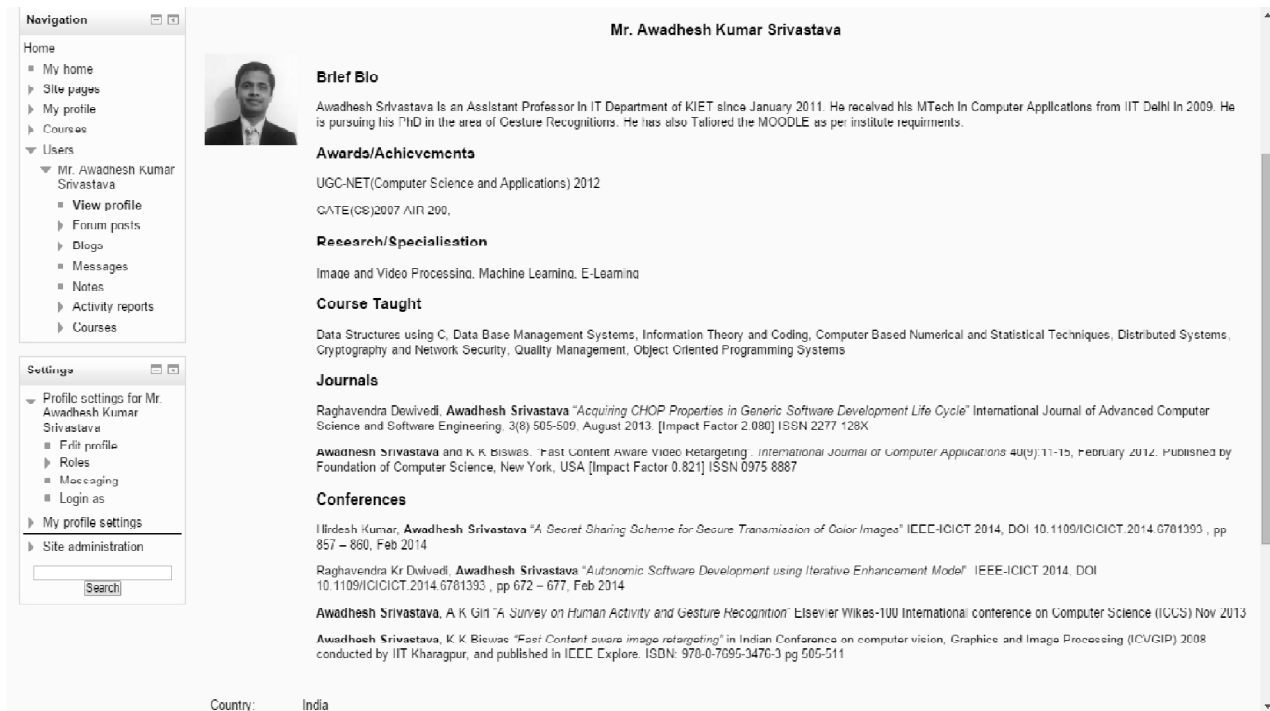 Navigation
Home
My home
Site pages
My profile
Courses
Users
Mr. Awadhesh Kumar
Srivastava
View profile
Forum posts
Blogs
Messages
Notes
Activity reports
Courses
Settings
Profile settings for Mr.
Awadhesh Kumar
Srivastava
Edit profile
Roles
Messaging
Login as
My profile settings
Site administration
Search
Mr. Awadhesh Kumar Srivastava
Brief Bio
Awadhesh Srivastava is an Assistant Professor in IT Department of KIET since January 2011. He received his MTech in Computer Applications from IIT Delhi in 2009. He
is pursuing his PhD in the area of Gesture Recognitions. He has also Tailored the MOODLE as per institute requirments.
Awards/Achievements
UGC-NET(Computer Science and Applications) 2012
GATE(CS)2007 AIR 290,
Research/Specialisation
Image and Video Processing, Machine Learning, E-Learning
Course Taught
Data Structures using C, Data Base Management Systems, Information Theory and Coding, Computer Based Numerical and Statistical Techniques, Distributed Systems,
Cryptography and Network Security, Quality Management, Object Oriented Programming Systems
Journals
Raghavendra Dewivedi, Awadhesh Srivastava "Acquiring CHOP Properties in Generic Software Development Life Cycle" International Journal of Advanced Computer
Science and Software Engineering, 3(8) 505-509, August 2013. [Impact Factor 2.080] ISSN 2277 128X
Awadhesh Srivastava and K K Biswas. "Fast Content Aware Video Retargeting". International Journal of Computer Applications 40(9):11-15, February 2012. Published by
Foundation of Computer Science, New York, USA [Impact Factor 0.821] ISSN 0975 8887
Conferences
Hirdesh Kumar, Awadhesh Srivastava "A Secret Sharing Scheme for Secure Transmission of Color Images" IEEE-ICICT 2014, DOI 10.1109/ICICICT.2014.6781393 , pp
857 – 860, Feb 2014
Raghavendra Kr Dwivedi, Awadhesh Srivastava "Autonomic Software Development using Iterative Enhancement Model" IEEE-ICICT 2014, DOI
10.1109/ICICICT.2014.6781393 , pp 672 – 677, Feb 2014
Awadhesh Srivastava, A K Giri "A Survey on Human Activity and Gesture Recognition" Elsevier Wikes-100 International conference on Computer Science (ICCS) Nov 2013
Awadhesh Srivastava, K K Biswas "Fast Content aware image retargeting" in Indian Conference on computer vision, Graphics and Image Processing (ICVGIP) 2008
conducted by IIT Kharagpur, and published in IEEE Explore. ISBN: 978-0-7695-3476-3 pg 505-511
Country: India